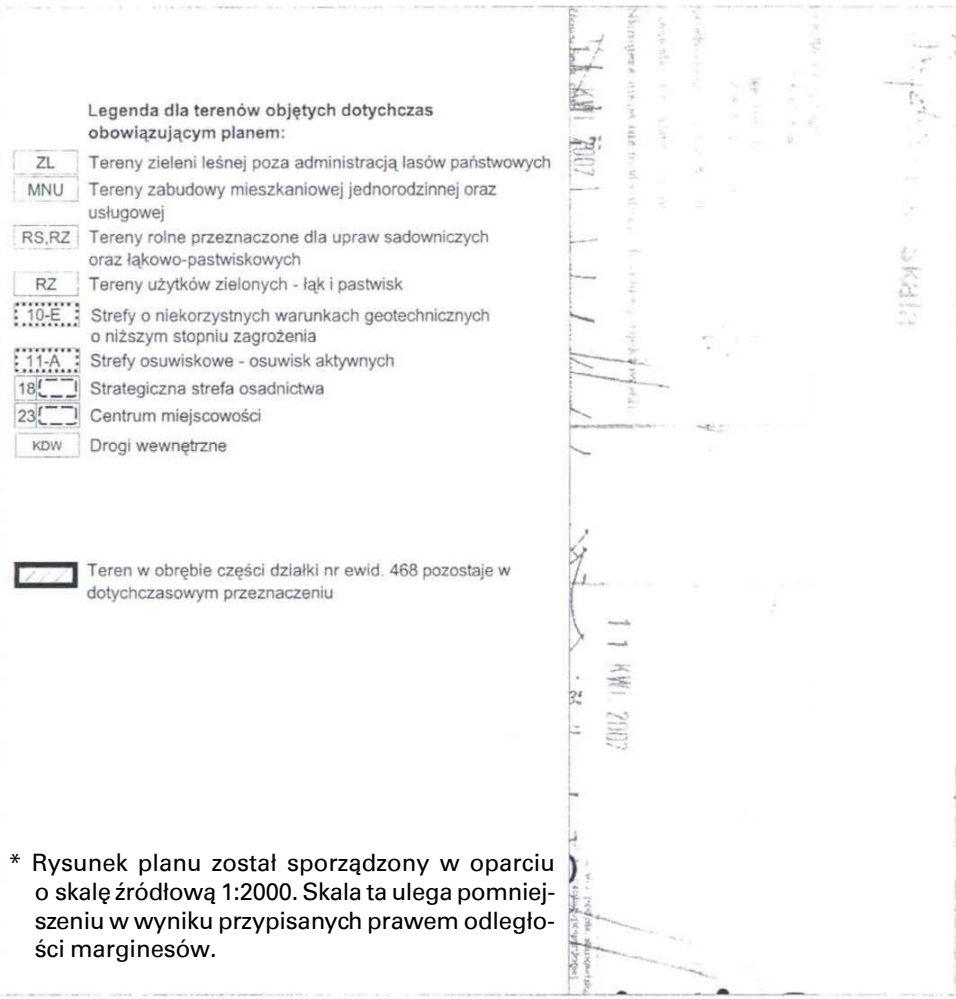 Legenda dla terenów objętych dotychczas
obowiązującym planem:
ZL Tereny zieleni leśnej poza administracją lasów państwowych
MNU Tereny zabudowy mieszkaniowej jednorodzinnej oraz
usługowej
RS,RZ Tereny rolne przeznaczone dla upraw sadowniczych
oraz łąkowo-pastwiskowych
RZ Tereny użytków zielonych - łąk i pastwisk
10-E Strefy o niekorzystnych warunkach geotechnicznych
o niższym stopniu zagrożenia
11-A Strefy osuwiskowe - osuwisk aktywnych
18 Strategiczna strefa osadnictwa
23 Centrum miejscowości
KDW Drogi wewnętrzne
Teren w obrębie części działki nr ewid. 468 pozostaje w
dotychczasowym przeznaczeniu
* Rysunek planu został sporządzony w oparciu
o skalę źródłową 1:2000. Skala ta ulega pomniej-
szeniu w wyniku przypisanych prawem odległo-
ści marginesów.
11 KWI. 2007
11 KWI. 2007
skala